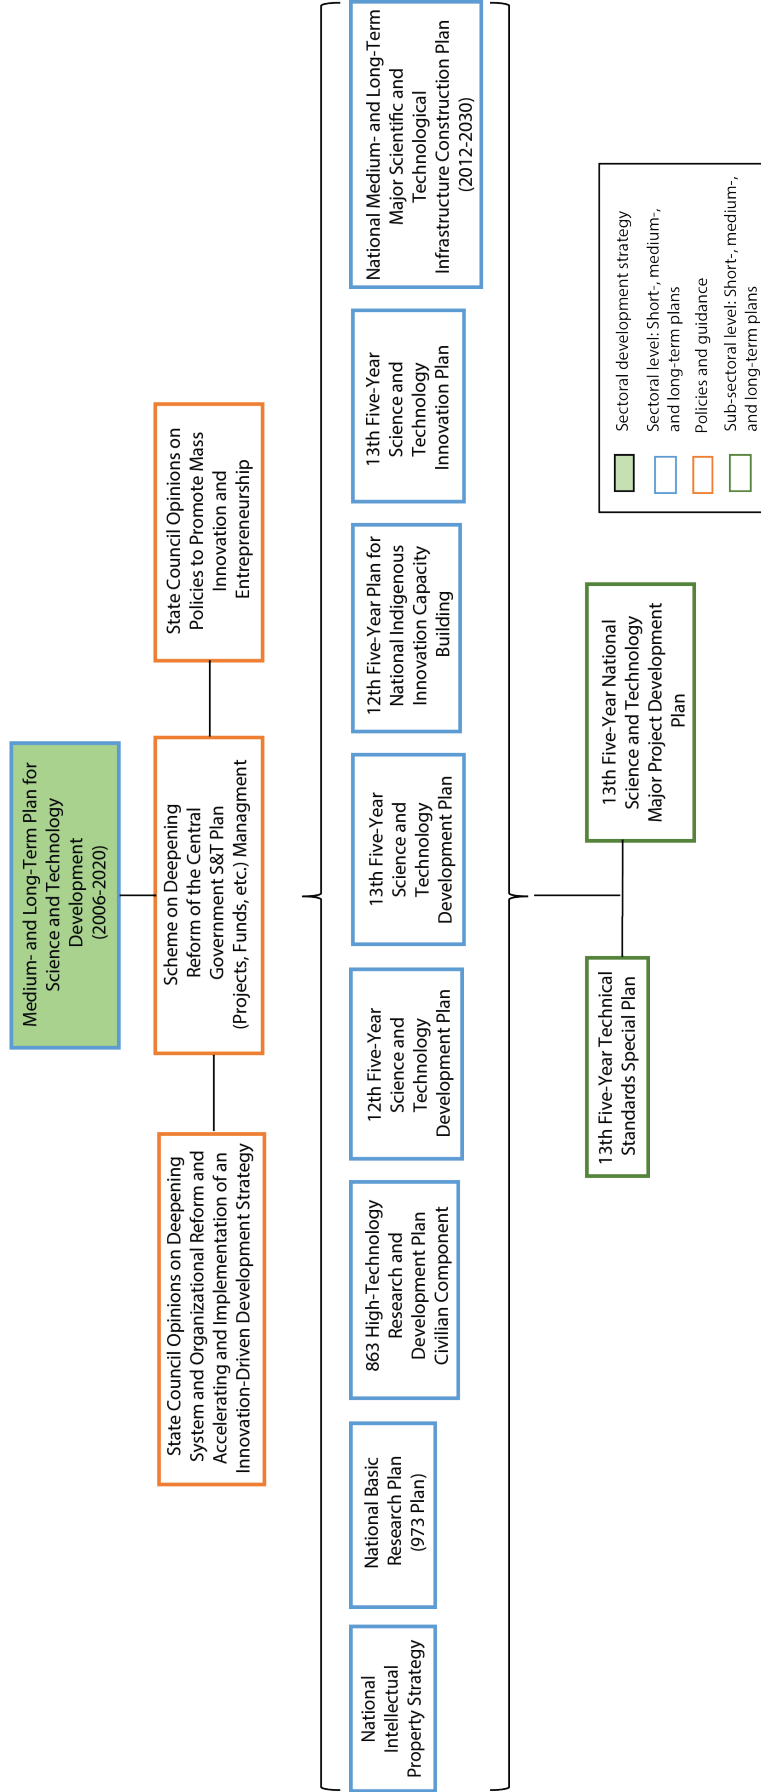 Medium- and Long-Term Plan for
Science and Technology
Development
(2006-2020)
State Council Opinions on Deepening
System and Organizational Reform and
Accelerating and Implementation of an
Innovation-Driven Development Strategy
Scheme on Deepening
Reform of the Central
Government S&T Plan
(Projects, Funds, etc.) Managment
State Council Opinions on
Policies to Promote Mass
Innovation and
Entrepreneurship
National
Intellectual
Property Strategy
National Basic
Research Plan
(973 Plan)
863 High-Technology
Research and
Development Plan
Civilian Component
12th Five-Year
Science and
Technology
Development Plan
13th Five-Year
Science and
Technology
Development Plan
12th Five-Year Plan for
National Indigenous
Innovation Capacity
Building
13th Five-Year
Science and
Technology
Innovation Plan
National Medium- and Long-Term
Major Scientific and
Technological
Infrastructure Construction Plan
(2012-2030)
13th Five-Year Technical
Standards Special Plan
13th Five-Year National
Science and Technology
Major Project Development
Plan
Sectoral development strategy
Sectoral level: Short-, medium-,
and long-term plans
Policies and guidance
Sub-sectoral level: Short-, medium-,
and long-term plans